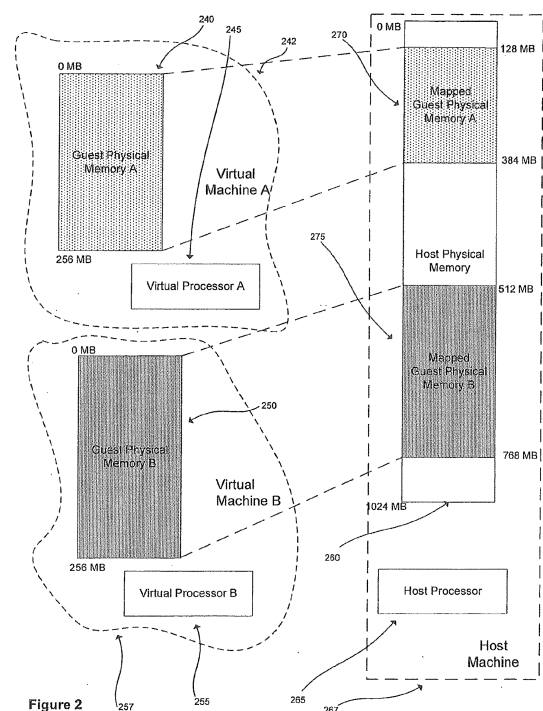 240
245
242
0 MB
Guest Physical
Memory A
Virtual
Machine A
256 MB
Virtual Processor A
0 MB
250
Guest Physical
Memory B
Virtual
Machine B
256 MB
Virtual Processor B
Figure 2
257
255
0 MB
270
128 MB
Mapped
Guest Physical
Memory A
384 MB
275
Host Physical
Memory
512 MB
Mapped
Guest Physical
Memory B
768 MB
1024 MB
260
Host Processor
Host
Machine
265
267